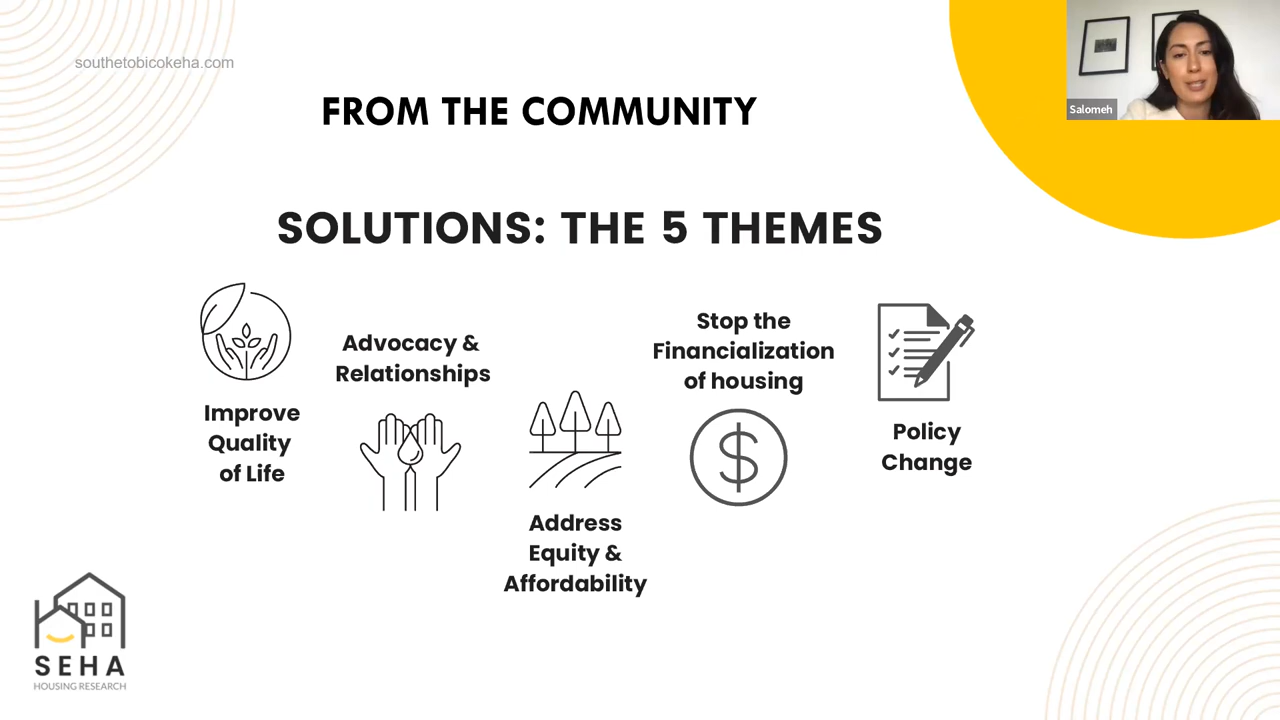 southetobicokeha.com
Salomeh
FROM THE COMMUNITY
SOLUTIONS: THE 5 THEMES
Improve
Quality
of Life
Advocacy &
Relationships
Address
Equity &
Affordability
Stop the
Financialization
of housing
Policy
Change
SEHA
HOUSING RESEARCH